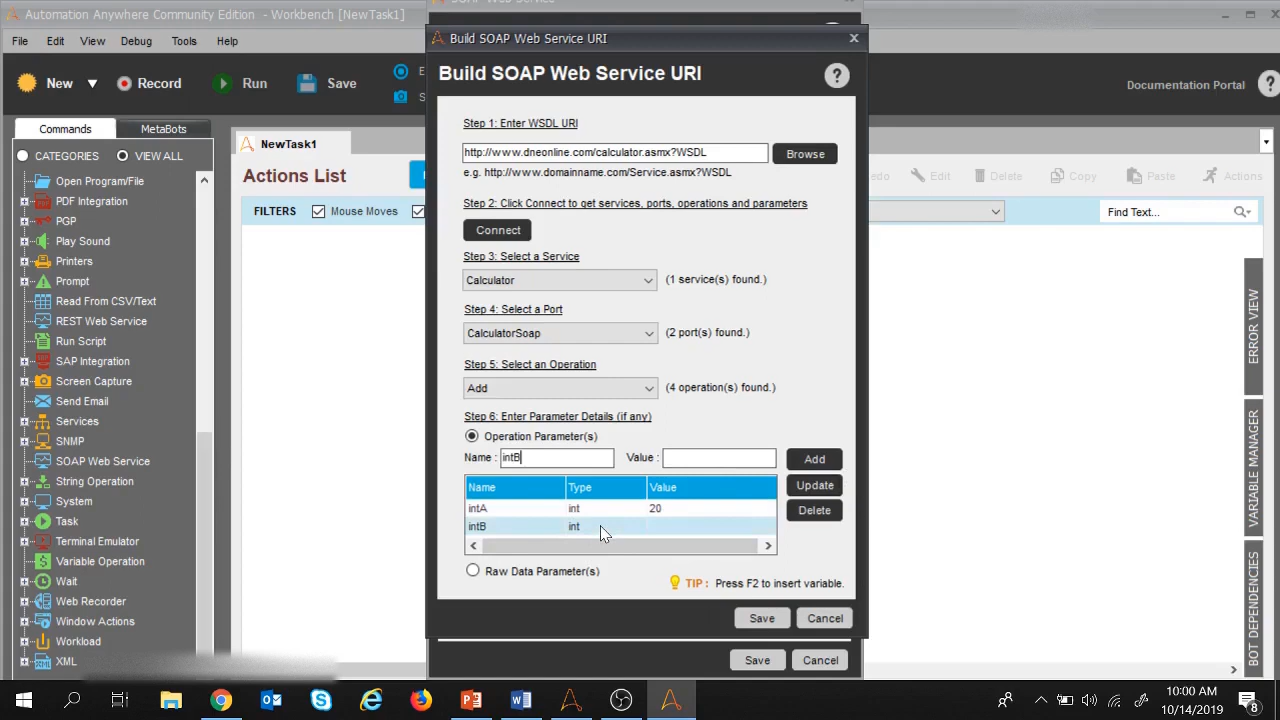 Automation Anywhere Community Edition - Workbench [NewTask1]
File Edit View Debug Tools Help
New Record Run Save
Documentation Portal
Commands MetaBots
CATEGORIES VIEW ALL
Open Program/File
PDF Integration
PGP
Play Sound
Printers
Prompt
Read From CSV/Text
REST Web Service
Run Script
SAP Integration
Screen Capture
Send Email
Services
SNMP
SOAP Web Service
String Operation
System
Task
Terminal Emulator
Variable Operation
Wait
Web Recorder
Window Actions
Workload
XML
NewTask1
Actions List
Edit Delete Copy Paste Actions
FILTERS Mouse Moves
Find Text...
Build SOAP Web Service URI
Build SOAP Web Service URI
Step 1: Enter WSDL URI
http://www.dneonline.com/calculator.asmx?WSDL Browse
e.g. http://www.domainname.com/Service.asmx?WSDL
Step 2: Click Connect to get services, ports, operations and parameters
Connect
Step 3: Select a Service
Calculator (1 service(s) found.)
Step 4: Select a Port
CalculatorSoap (2 port(s) found.)
Step 5: Select an Operation
Add (4 operation(s) found.)
Step 6: Enter Parameter Details (if any)
Operation Parameter(s)
Name : intB Value : Add
Name Type Value Update
intA int 20 Delete
intB int
Raw Data Parameter(s)
TIP : Press F2 to insert variable.
Save Cancel
Save Cancel
ERROR VIEW
VARIABLE MANAGER
BOT DEPENDENCIES
10:00 AM
10/14/2019
8